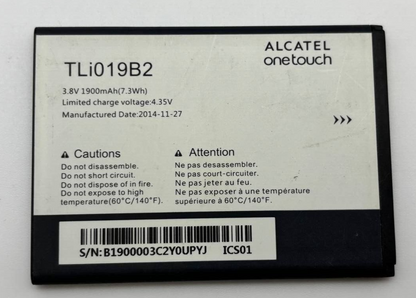 TLi019B2
ALCATEL
onetouch
3.8V 1900mAh(7.3Wh)
Limited charge voltage:4.35V
Manufactured Date:2014-11-27
Cautions
Do not disassemble.
Do not short circuit.
Do not dispose of in fire.
Do not expose to high
temperature(60°C/140°F).
Attention
Ne pas desassembler.
Ne pas court-circuiter.
Ne pas jeter au feu.
Ne pas exposer à une température
supérieure à 60°C(140°F).
S/N:B1900003C2Y0UPYJ ICS01